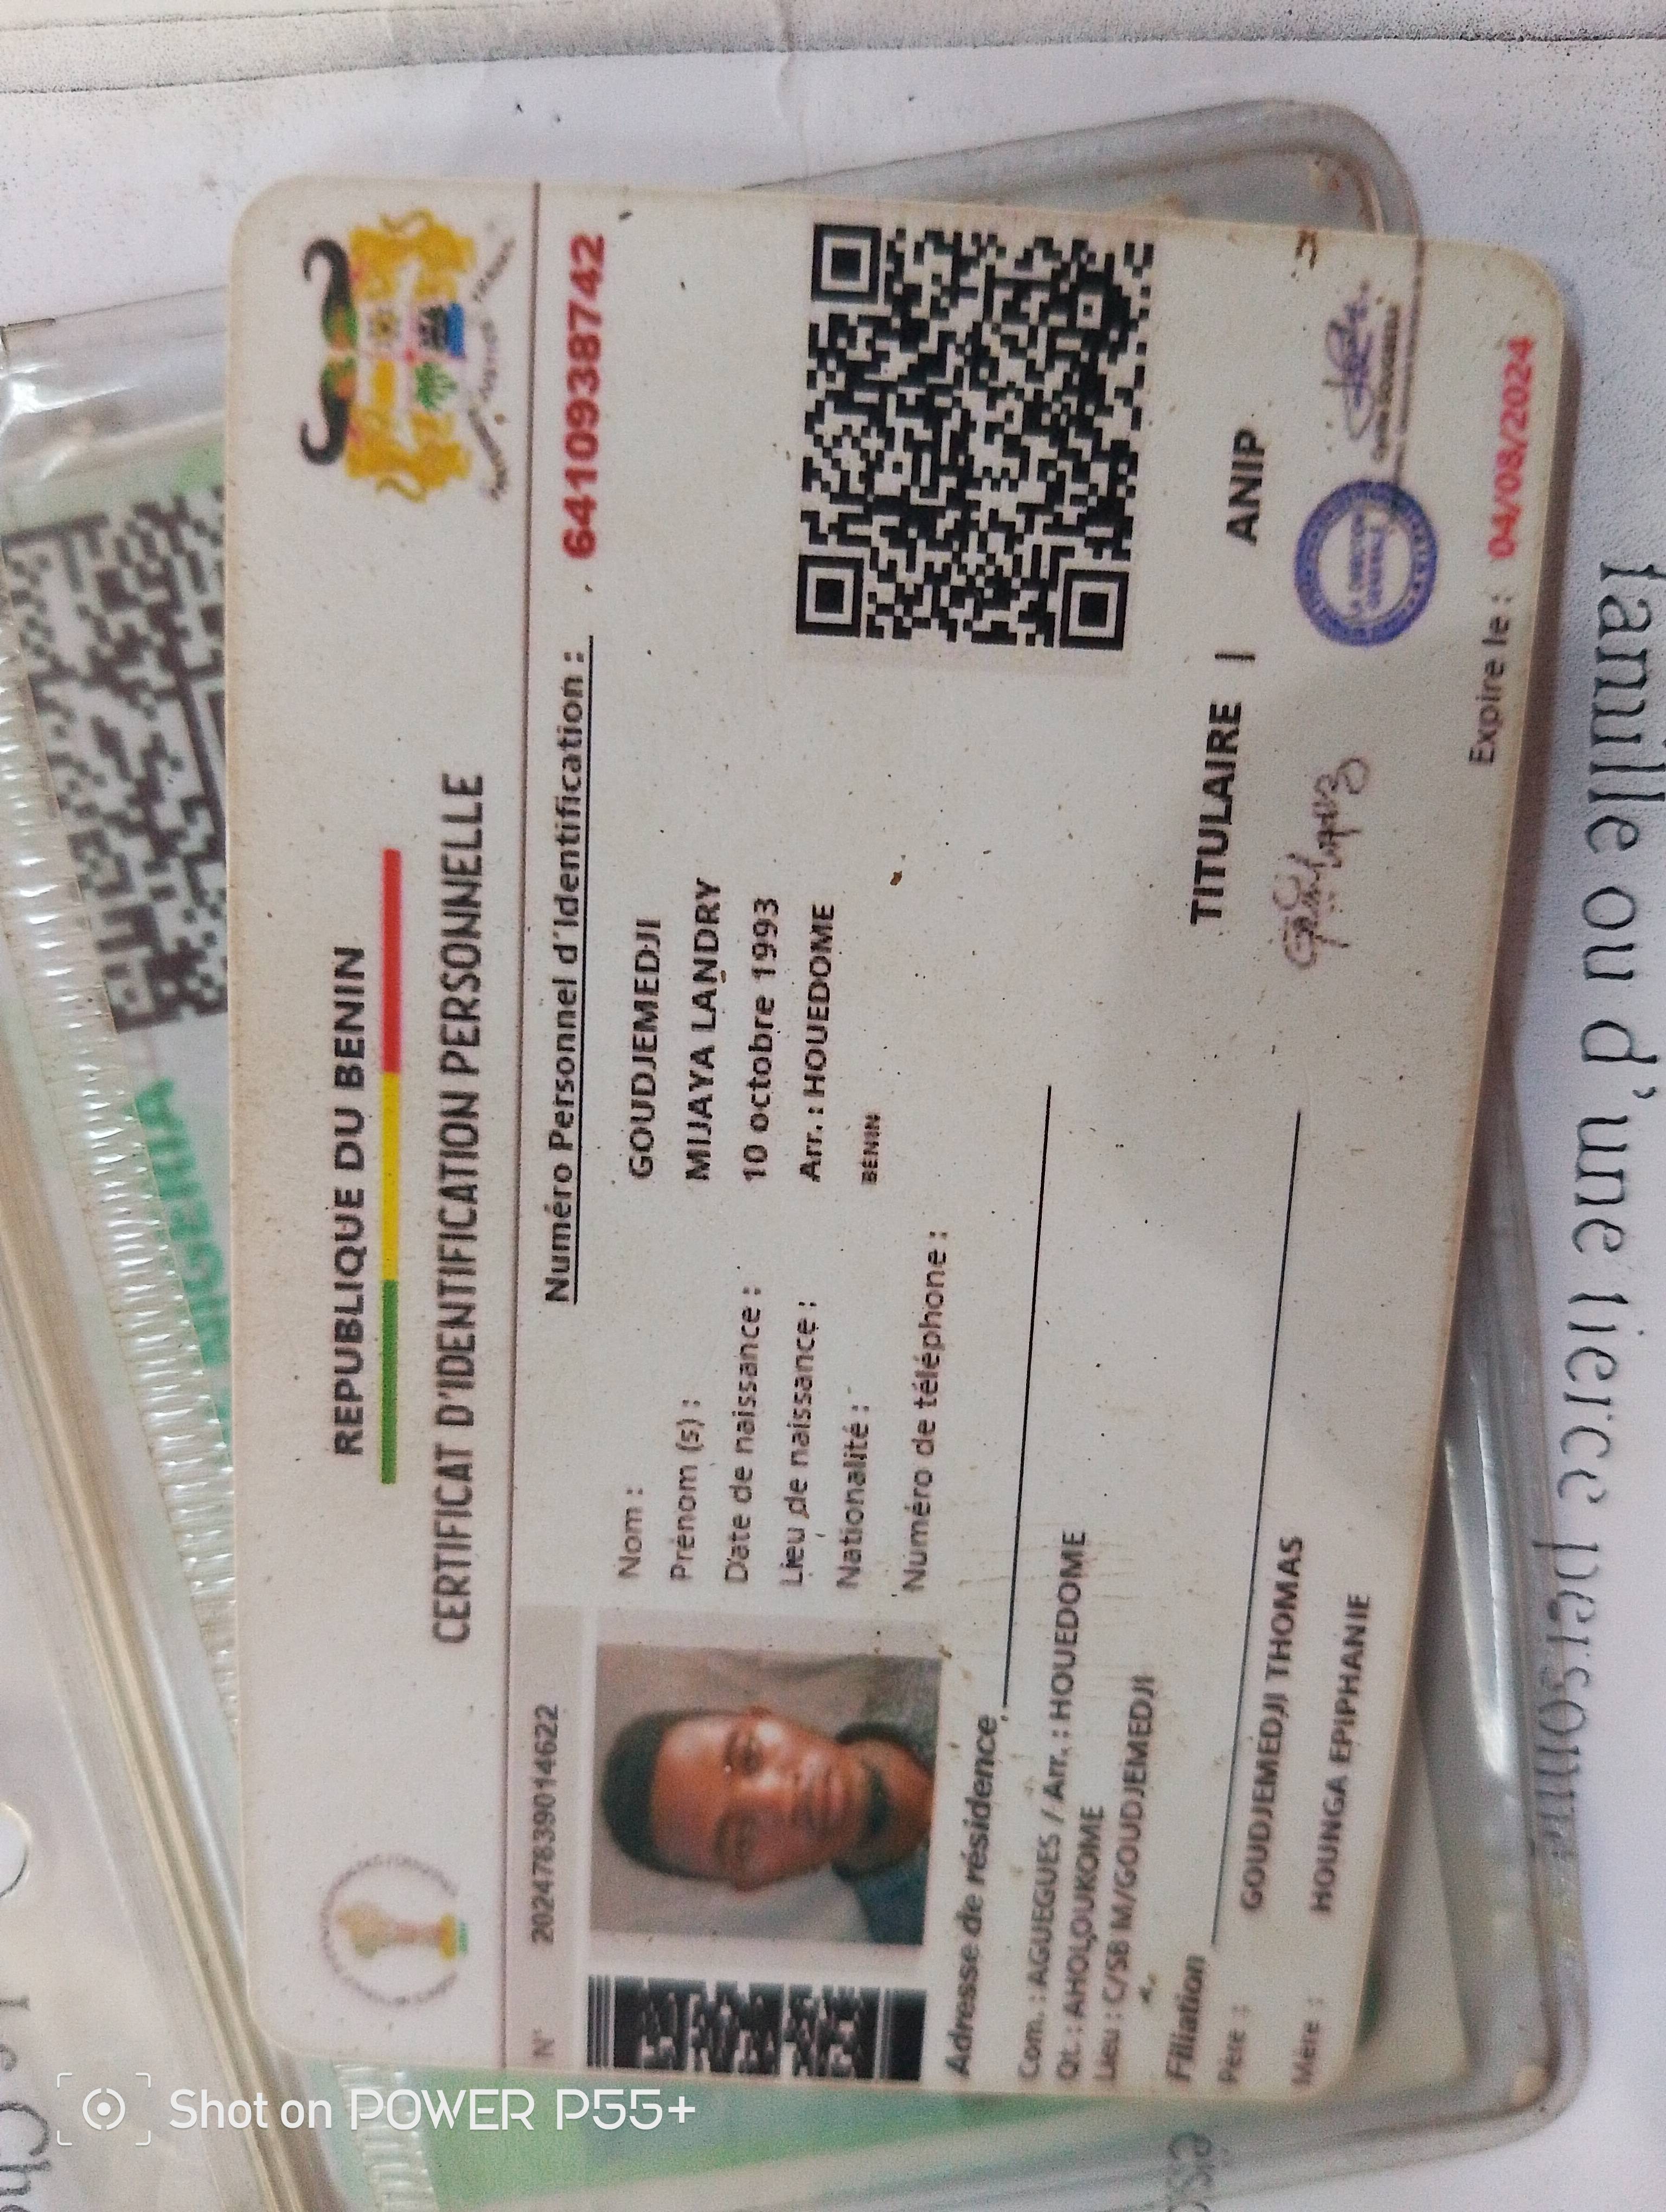 REPUBLIQUE DU BENIN
CERTIFICAT D'IDENTIFICATION PERSONNELLE
N° 20247839014622
Numéro Personnel d'Identification : 6410938742
Nom : GOUDJEMEDJI
Prénom (s) : MIJAYA LANDRY
Date de naissance : 10 octobre 1993
Lieu de naissance : Arr. : HOUEDOME
Nationalité : BENIN
Numéro de téléphone :
Adresse de résidence
Com. : AGUEGUES / Arr. : HOUEDOME
Qt. : AHOLOUKOME
Lieu : C/SB M/GOUDJEMEDJI
Filiation
Père : GOUDJEMEDJI THOMAS
Mère : HOUNGA EPIPHANIE
TITULAIRE | ANIP
Expire le : 04/08/2024
famille ou d'une tierce personne
Shot on POWER P55+